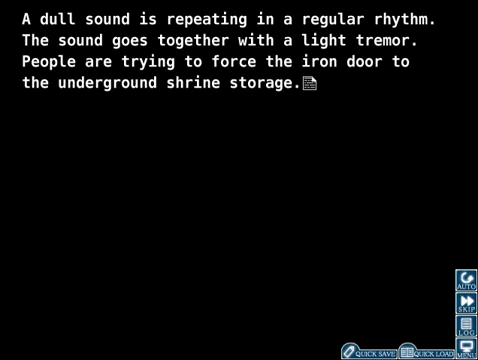 A dull sound is repeating in a regular rhythm.
The sound goes together with a light tremor.
People are trying to force the iron door to
the underground shrine storage.
AUTO
SKIP
LOG
QUICK SAVE
QUICK LOAD
MENU